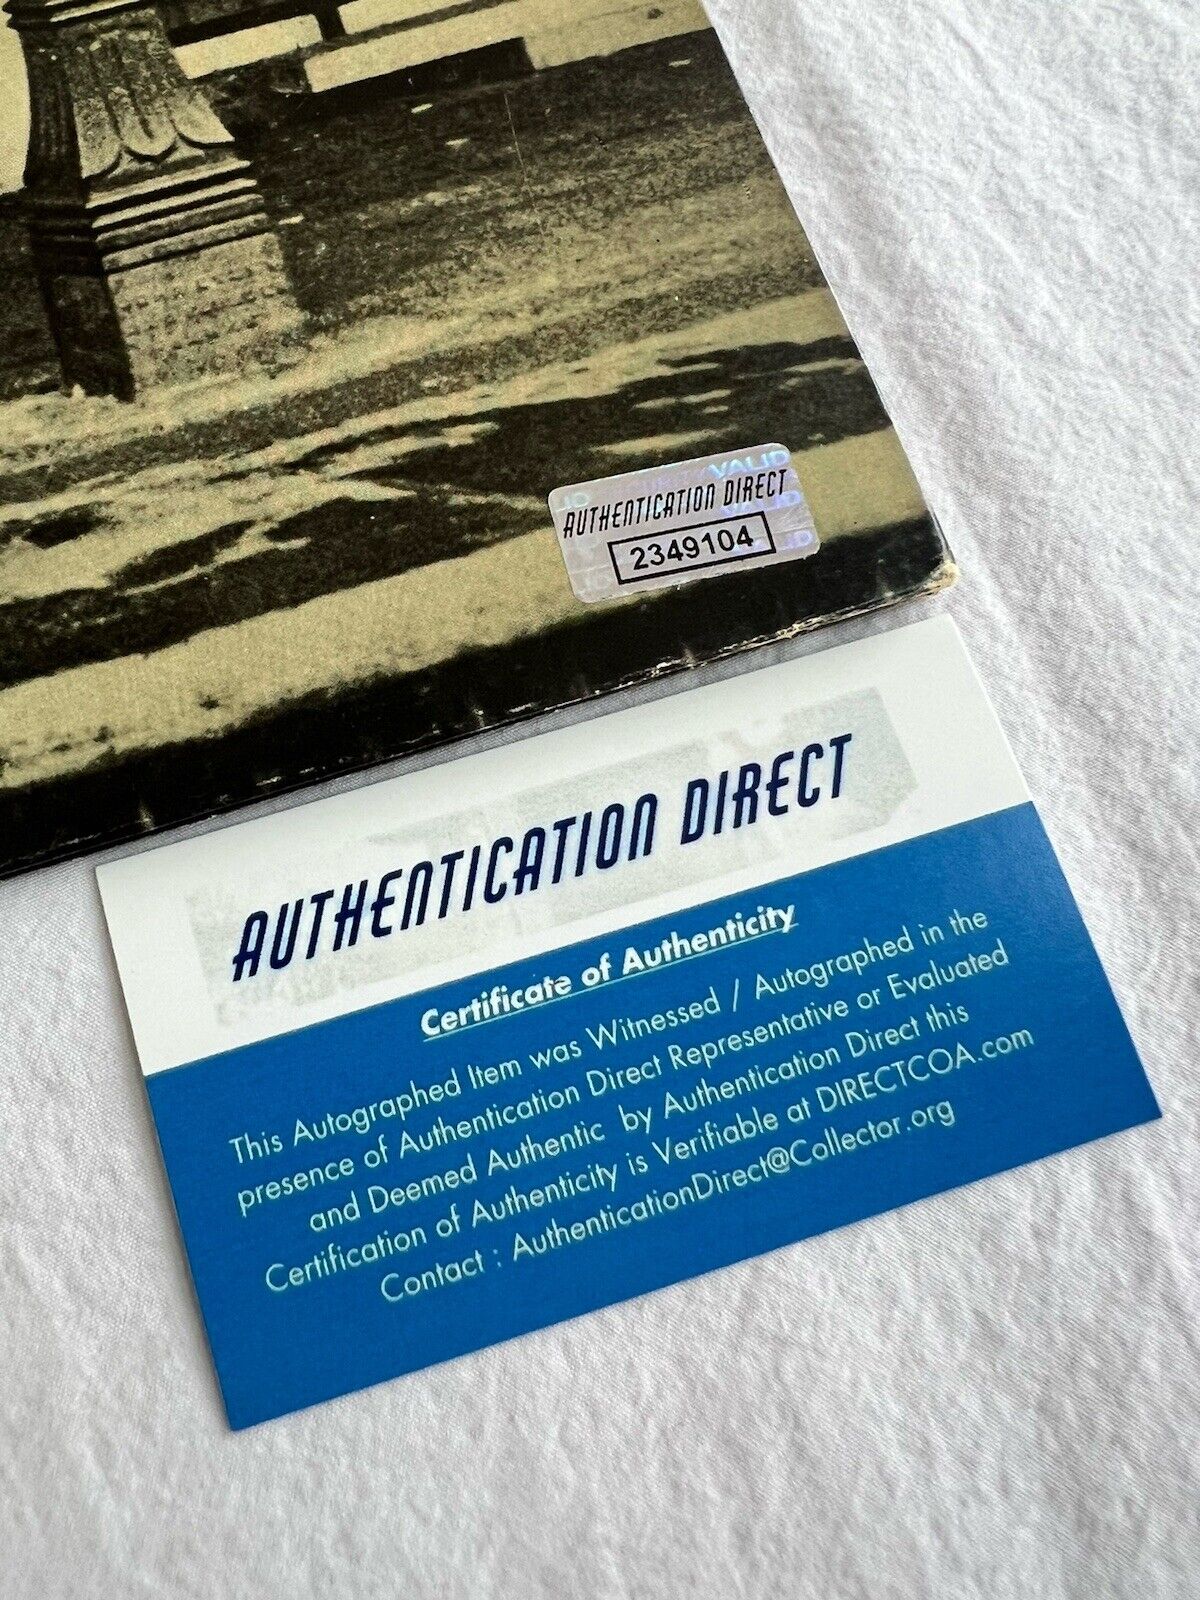 VALID
AUTHENTICATION DIRECT
2349104
AUTHENTICATION DIRECT
Certificate of Authenticity
This Autographed Item was Witnessed / Autographed in the
presence of Authentication Direct Representative or Evaluated
and Deemed Authentic by Authentication Direct this
Certification of Authenticity is Verifiable at DIRECTCOA.com
Contact : AuthenticationDirect@Collector.org